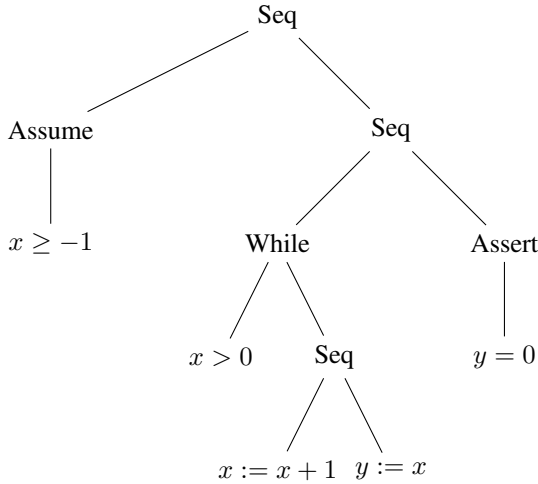 Seq
Assume Seq
x ≥ −1 While Assert
x > 0 Seq y = 0
x := x + 1 y := x